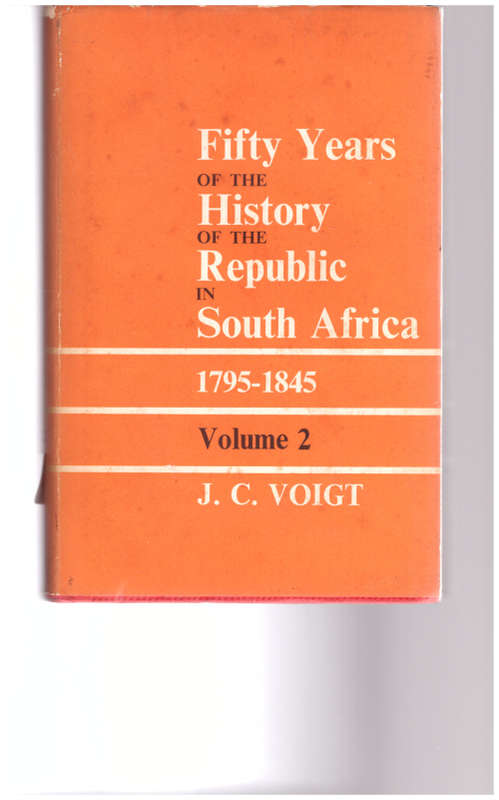 Fifty Years
OF THE
History
OF THE
Republic
IN
South Africa
1795-1845
Volume 2
J. C. VOIGT